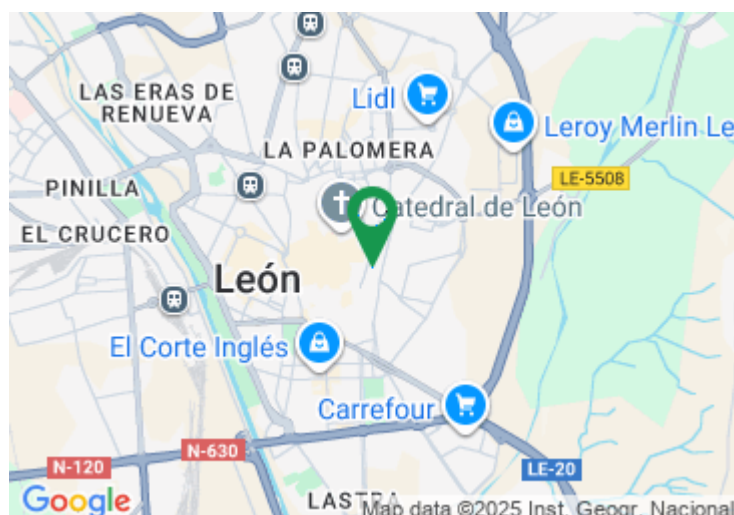 LAS ERAS DE
RENUEVA
Lidl
Leroy Merlin Le
LA PALOMERA
LE-5508
PINILLA
Catedral de León
EL CRUCERO
León
El Corte Inglés
Carrefour
N-630
N-120
LE-20
LASTRA
Google
Map data ©2025 Inst. Geogr. Nacional